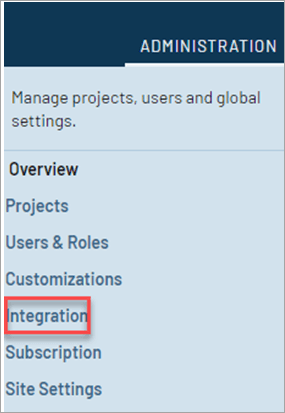 ADMINISTRATION
Manage projects, users and global
settings.
Overview
Projects
Users & Roles
Customizations
Integration
Subscription
Site Settings